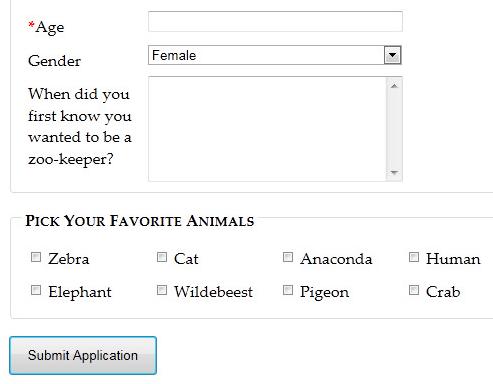 *Age
Gender
Female
When did you
first know you
wanted to be a
zoo-keeper?
PICK YOUR FAVORITE ANIMALS
Zebra Cat Anaconda Human
Elephant Wildebeest Pigeon Crab
Submit Application